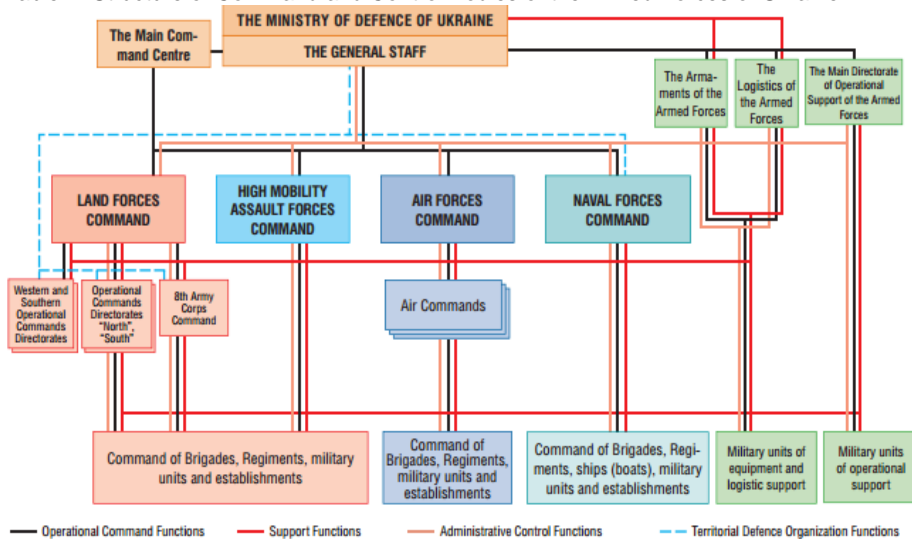 THE MINISTRY OF DEFENCE OF UKRAINE
The Main Com-
mand Centre
THE GENERAL STAFF
The Arma-
ments of the
Armed Forces
The
Logistics of
the Armed
Forces
The Main Directorate
of Operational
Support of the Armed
Forces
LAND FORCES
COMMAND
HIGH MOBILITY
ASSAULT FORCES
COMMAND
AIR FORCES
COMMAND
NAVAL FORCES
COMMAND
Western and
Southern
Operational
Commands
Directorates
Operational
Commands
Directorates
"North",
"South"
8th Army
Corps
Command
Air Commands
Command of Brigades, Regiments, military
units and establishments
Command of
Brigades, Regiments,
military units and
establishments
Command of Brigades, Regi-
ments, ships (boats), military
units and establishments
Military units of
equipment and
logistic support
Military units
of operational
support
Operational Command Functions
Support Functions
Administrative Control Functions
Territorial Defence Organization Functions